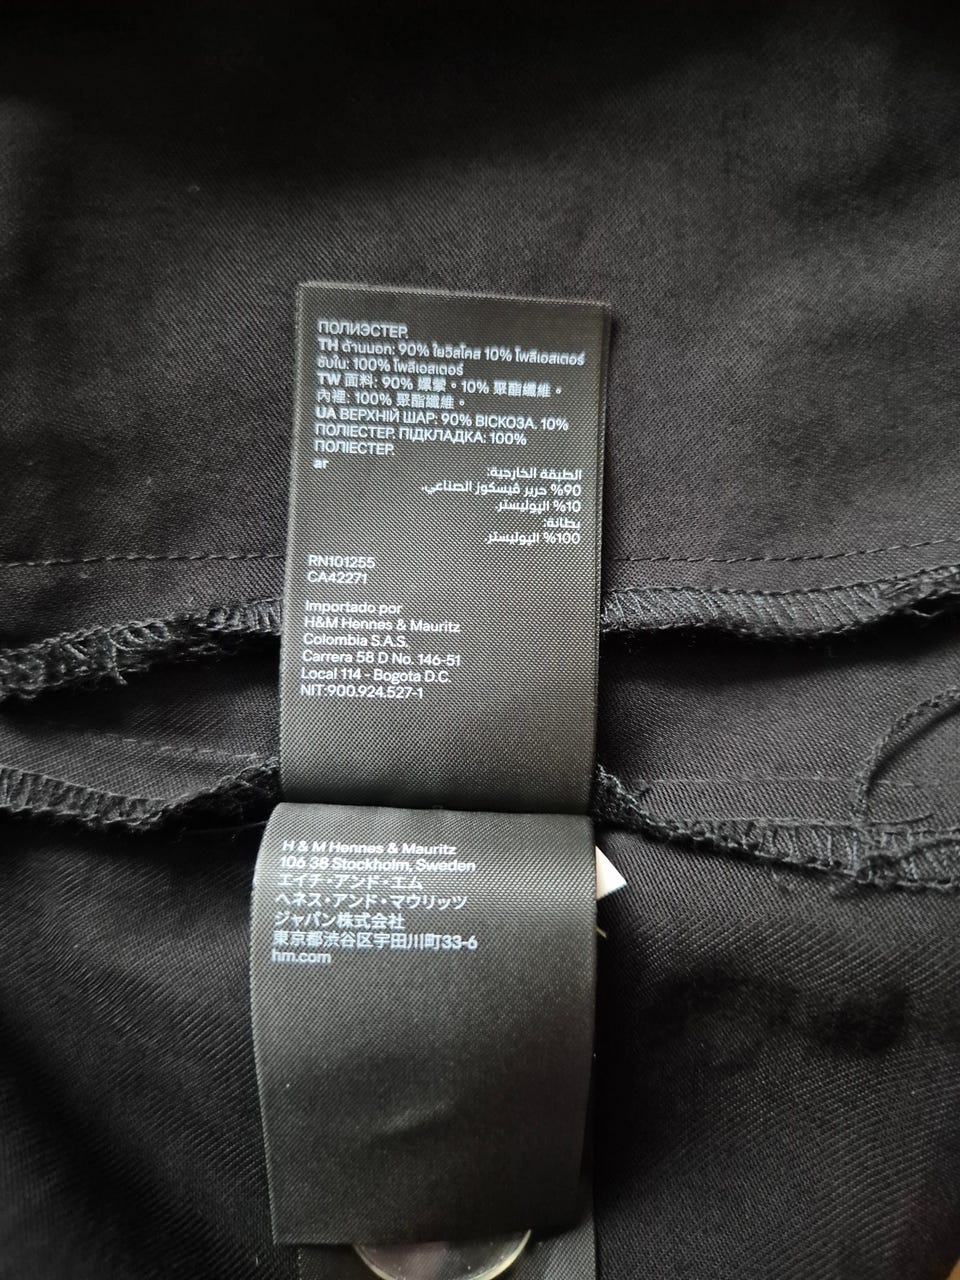 ПОЛИЭСТЕР.
TH ด้านนอก: 90% ใยวิสโคส 10% โพลีเอสเตอร์
ซับใน: 100% โพลีเอสเตอร์
TW 面料: 90% 嫘縈。10% 聚酯纖維。
內裡: 100% 聚酯纖維。
UA ВЕРХНІЙ ШАР: 90% ВІСКОЗА. 10%
ПОЛІЕСТЕР. ПІДКЛАДКА: 100%
ПОЛІЕСТЕР.
ar
الطبقة الخارجية:
90% حرير ڤيسكوز الصناعي.
10% البوليستر.
بطانة:
100% البوليستر.
RN101255
CA42271
Importado por
H&M Hennes & Mauritz
Colombia S.A.S.
Carrera 58 D No. 146-51
Local 114 - Bogota D.C.
NIT:900.924.527-1
H & M Hennes & Mauritz
106 38 Stockholm, Sweden
エイチ・アンド・エム
ヘネス・アンド・マウリッツ
ジャパン株式会社
東京都渋谷区宇田川町33-6
hm.com